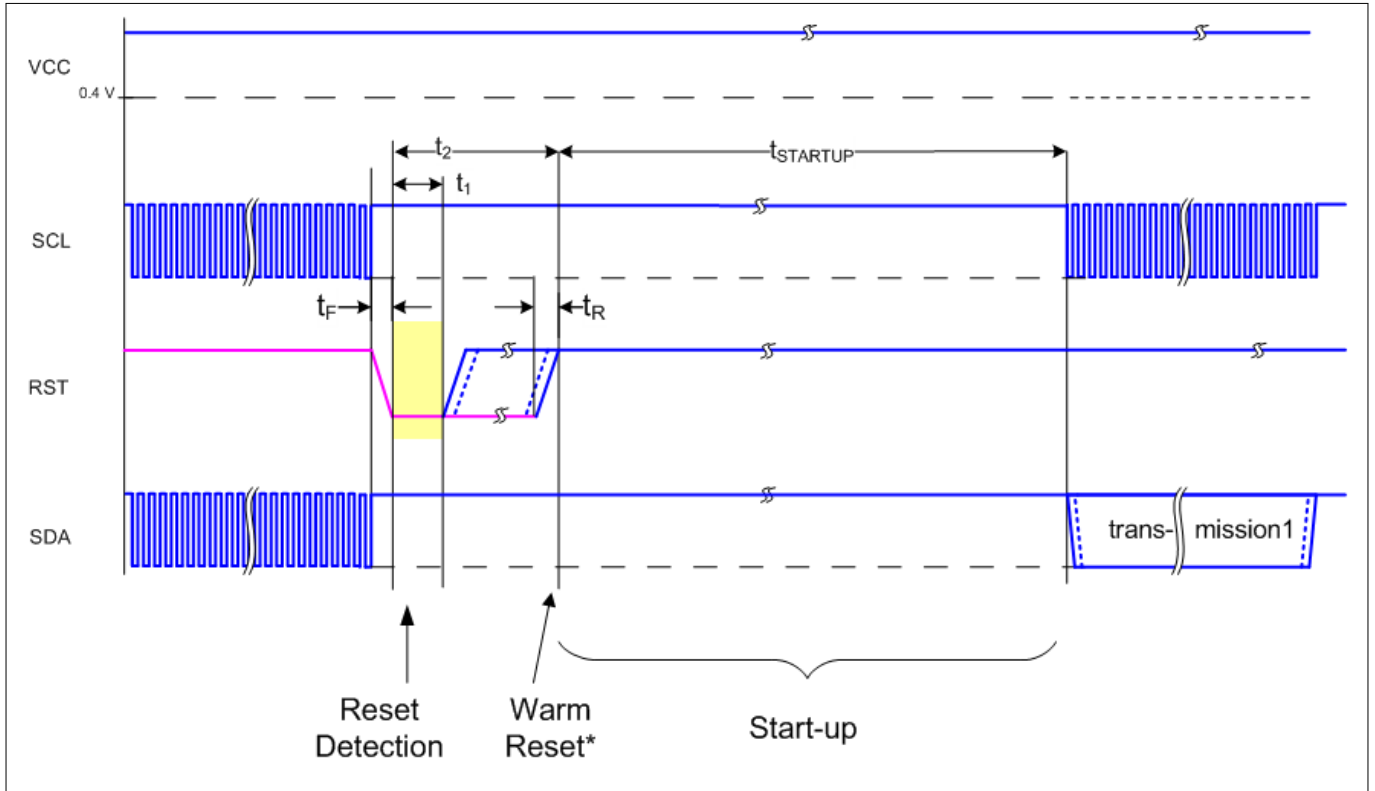 VCC
0.4 V
t2
tSTARTUP
t1
SCL
tF
tR
RST
SDA
trans-
mission1
Reset
Detection
Warm
Reset*
Start-up